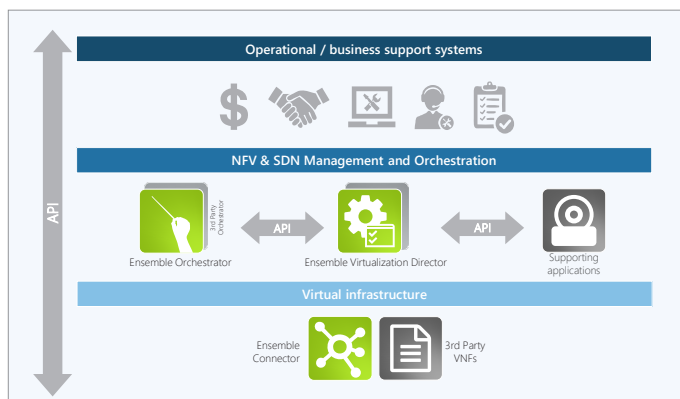 Operational / business support systems
$
NFV & SDN Management and Orchestration
API
3rd Party
Orchestrator
API
API
Ensemble Orchestrator
Ensemble Virtualization Director
Supporting
applications
Virtual infrastructure
Ensemble
Connector
3rd Party
VNFs